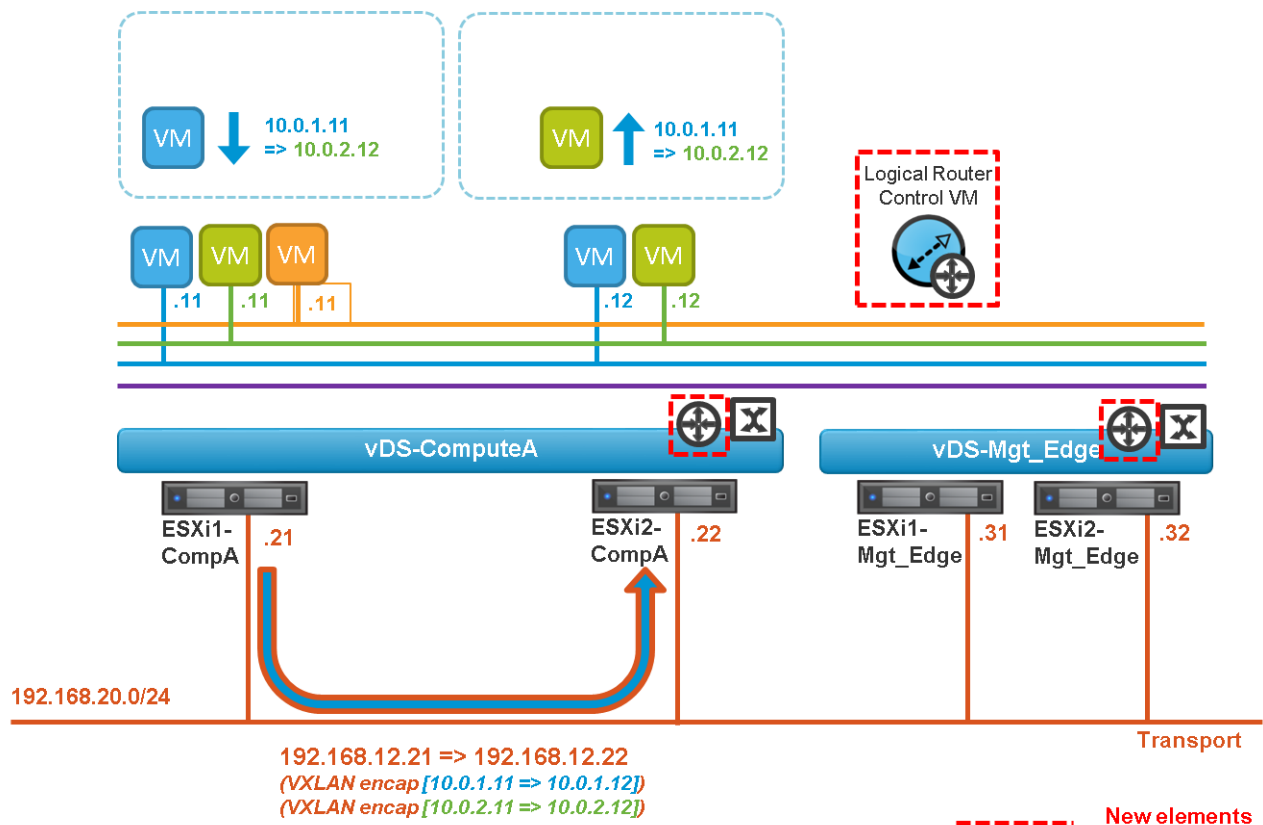 VM
10.0.1.11
=> 10.0.2.12
VM
10.0.1.11
=> 10.0.2.12
Logical Router
Control VM
VM
VM
VM
VM
VM
.11
.11
.11
.12
.12
vDS-ComputeA
vDS-Mgt_Edge
ESXi1-
CompA
.21
ESXi2-
CompA
.22
ESXi1-
Mgt_Edge
.31
ESXi2-
Mgt_Edge
.32
192.168.20.0/24
Transport
192.168.12.21 => 192.168.12.22
(VXLAN encap [10.0.1.11 => 10.0.1.12])
(VXLAN encap [10.0.2.11 => 10.0.2.12])
New elements